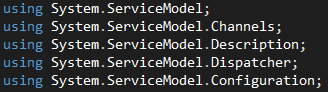 using System.ServiceModel;
using System.ServiceModel.Channels;
using System.ServiceModel.Description;
using System.ServiceModel.Dispatcher;
using System.ServiceModel.Configuration;